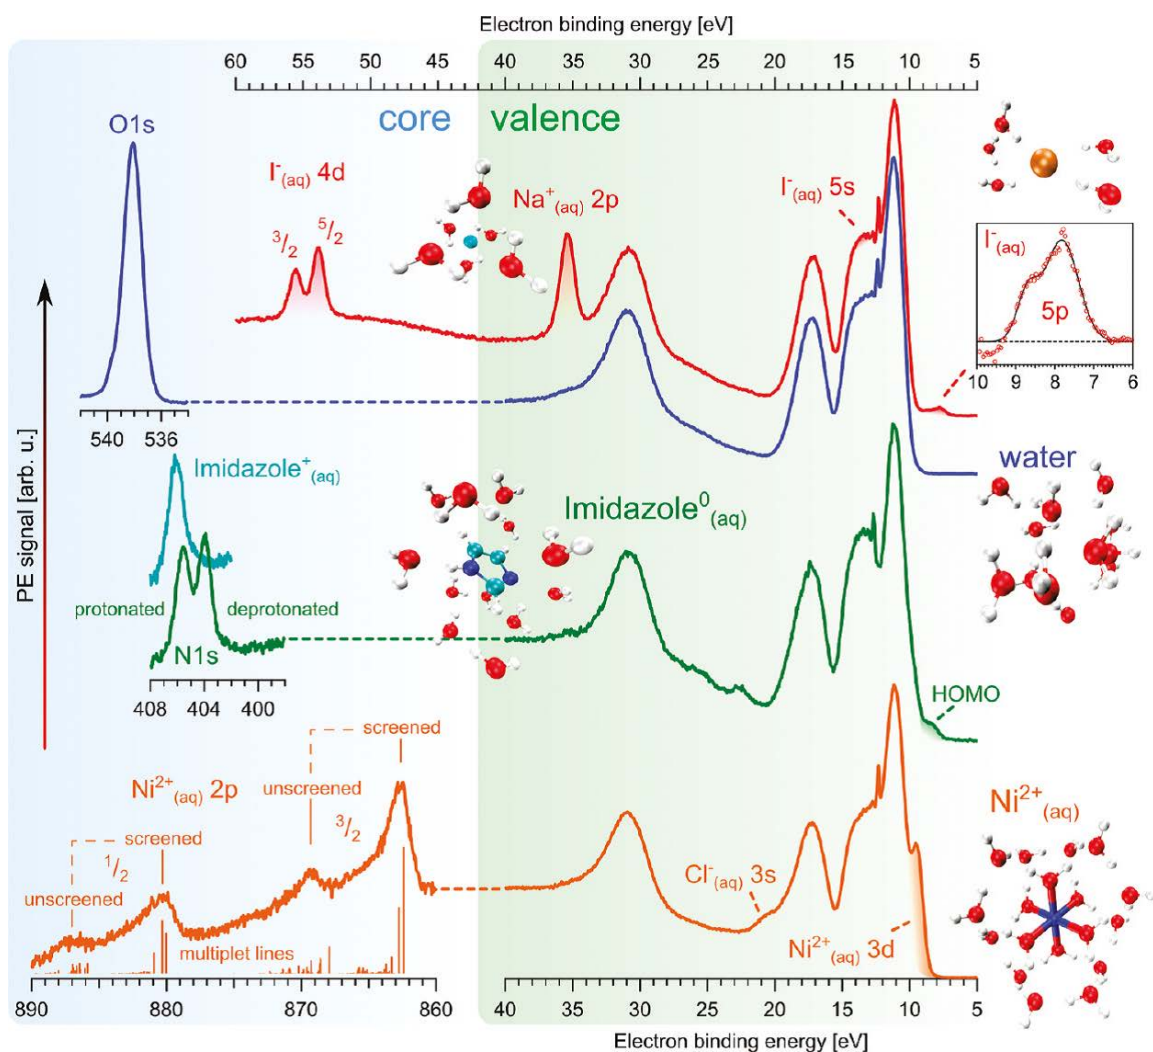 Electron binding energy [eV]
60 55 50 45 40 35 30 25 20 15 10 5
core valence
O1s
I⁻(aq) 4d
3/2 5/2
Na⁺(aq) 2p
I⁻(aq) 5s
I⁻(aq)
5p
10 9 8 7 6
540 536
PE signal [arb. u.]
Imidazole⁺(aq)
Imidazole⁰(aq)
water
protonated deprotonated
N1s
408 404 400
HOMO
screened
Ni²⁺(aq) 2p
unscreened
3/2
screened
1/2
unscreened
multiplet lines
Cl⁻(aq) 3s
Ni²⁺(aq) 3d
Ni²⁺(aq)
890 880 870 860
40 35 30 25 20 15 10 5
Electron binding energy [eV]